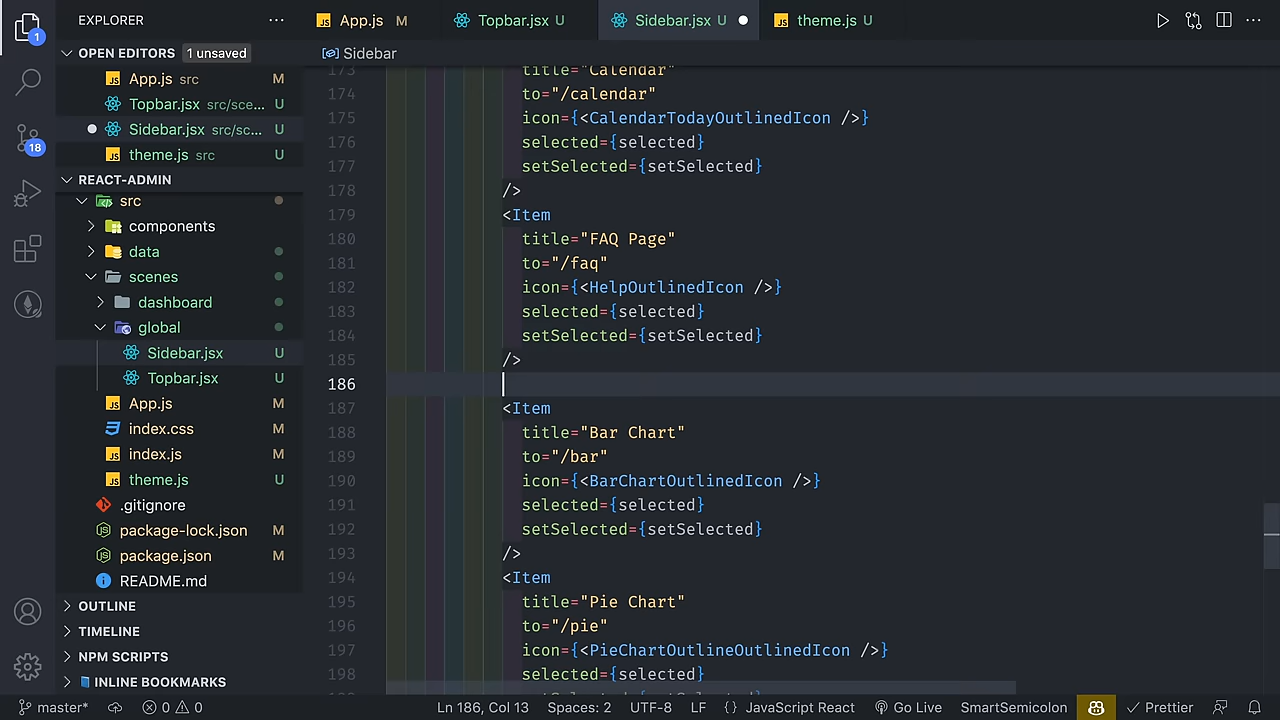 EXPLORER
App.js M
Topbar.jsx U
Sidebar.jsx U
theme.js U
OPEN EDITORS 1 unsaved
App.js src M
Topbar.jsx src/sce... U
Sidebar.jsx src/sc... U
theme.js src U
REACT-ADMIN
src
components
data
scenes
dashboard
global
Sidebar.jsx U
Topbar.jsx U
App.js M
index.css M
index.js M
theme.js U
.gitignore
package-lock.json M
package.json M
README.md
OUTLINE
TIMELINE
NPM SCRIPTS
INLINE BOOKMARKS
1
18
Sidebar
173 title="Calendar"
174 to="/calendar"
175 icon={<CalendarTodayOutlinedIcon />}
176 selected={selected}
177 setSelected={setSelected}
178 />
179 <Item
180 title="FAQ Page"
181 to="/faq"
182 icon={<HelpOutlinedIcon />}
183 selected={selected}
184 setSelected={setSelected}
185 />
186
187 <Item
188 title="Bar Chart"
189 to="/bar"
190 icon={<BarChartOutlinedIcon />}
191 selected={selected}
192 setSelected={setSelected}
193 />
194 <Item
195 title="Pie Chart"
196 to="/pie"
197 icon={<PieChartOutlineOutlinedIcon />}
198 selected={selected}
master* 0 0 Ln 186, Col 13 Spaces: 2 UTF-8 LF {} JavaScript React Go Live SmartSemicolon Prettier